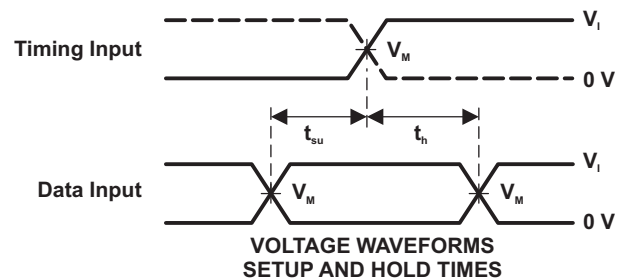 V_I
Timing Input
V_M
0 V
t_su
t_h
V_I
Data Input
V_M
V_M
0 V
VOLTAGE WAVEFORMS
SETUP AND HOLD TIMES